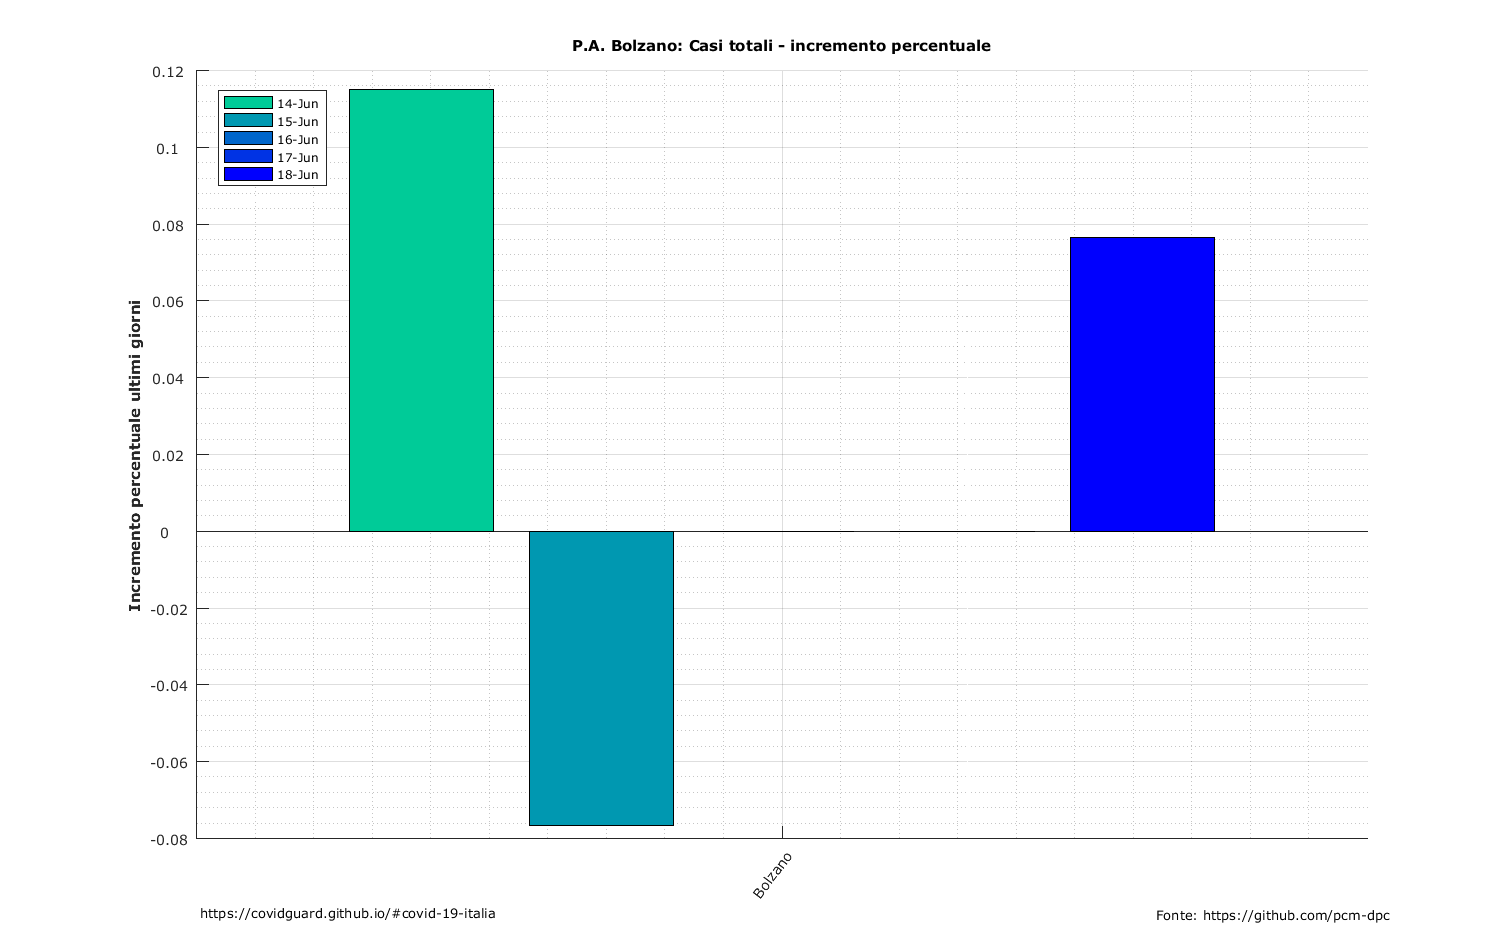 P.A. Bolzano: Casi totali - incremento percentuale
0.12
0.1
0.08
0.06
0.04
0.02
0
-0.02
-0.04
-0.06
-0.08
Incremento percentuale ultimi giorni
14-Jun
15-Jun
16-Jun
17-Jun
18-Jun
Bolzano
https://covidguard.github.io/#covid-19-italia
Fonte: https://github.com/pcm-dpc